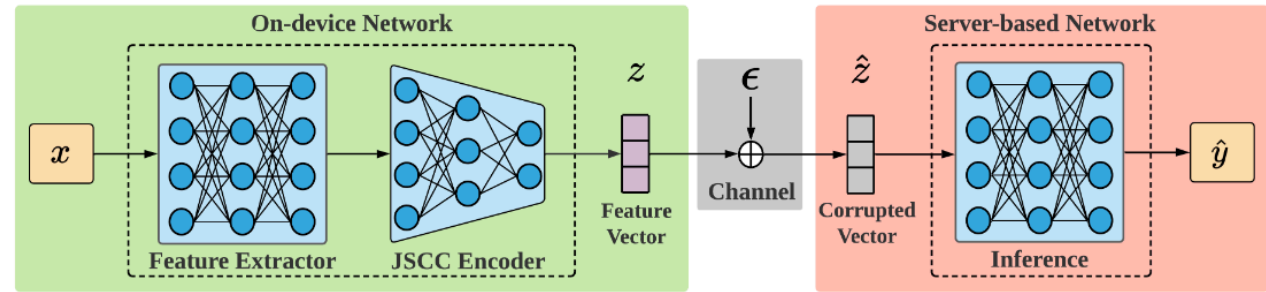 On-device Network
Server-based Network
x
z
ϵ
ẑ
ŷ
Channel
Feature
Vector
Corrupted
Vector
Feature Extractor
JSCC Encoder
Inference